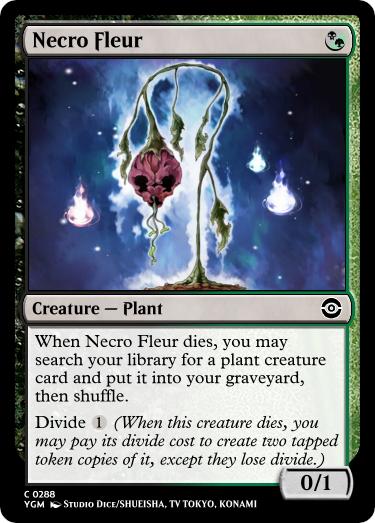 Necro Fleur
Creature — Plant
When Necro Fleur dies, you may
search your library for a plant creature
card and put it into your graveyard,
then shuffle.
Divide 1 (When this creature dies, you
may pay its divide cost to create two tapped
token copies of it, except they lose divide.)
0/1
C 0288
YGM Studio Dice/SHUEISHA, TV TOKYO, KONAMI